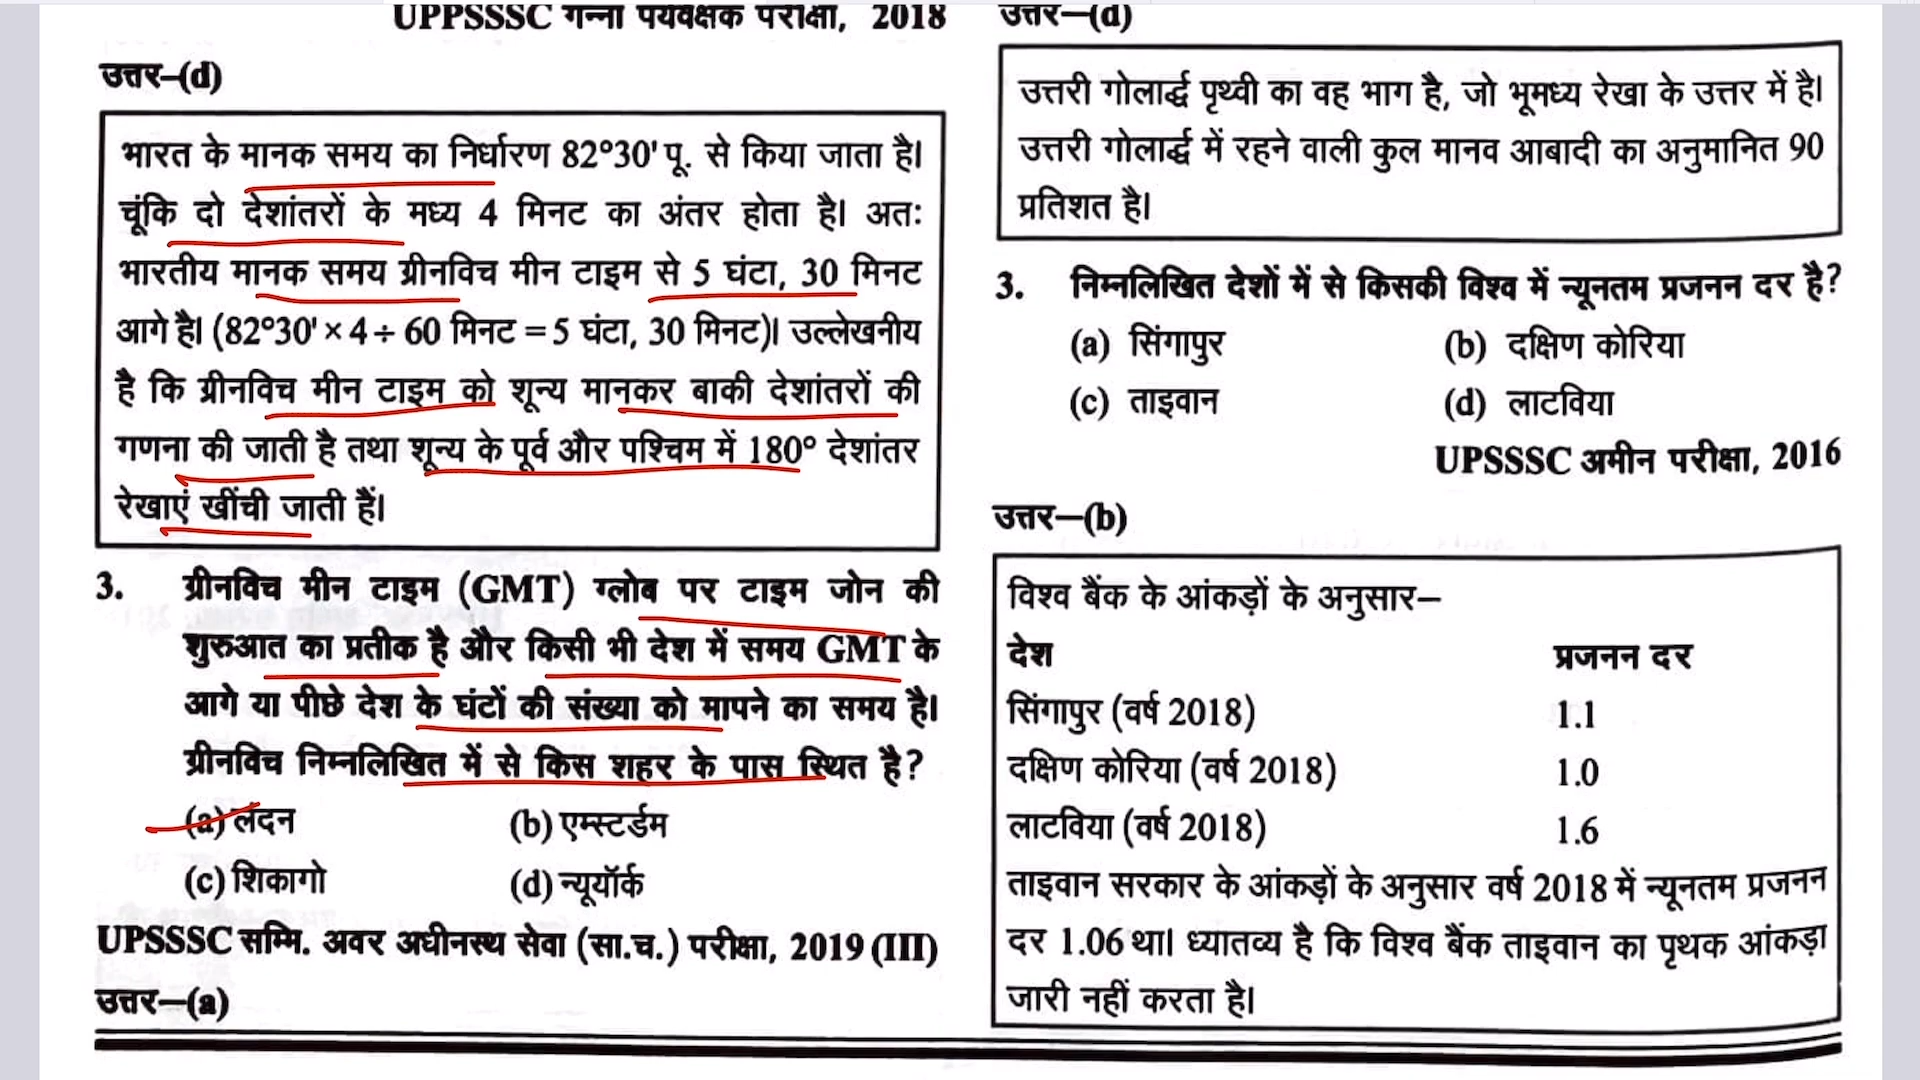 UPPSSSC गन्ना पर्यवेक्षक परीक्षा, 2018
उत्तर–(d)
भारत के मानक समय का निर्धारण 82°30' पू. से किया जाता है।
चूंकि दो देशांतरों के मध्य 4 मिनट का अंतर होता है। अतः
भारतीय मानक समय ग्रीनविच मीन टाइम से 5 घंटा, 30 मिनट
आगे है। (82°30' × 4 ÷ 60 मिनट = 5 घंटा, 30 मिनट)। उल्लेखनीय
है कि ग्रीनविच मीन टाइम को शून्य मानकर बाकी देशांतरों की
गणना की जाती है तथा शून्य के पूर्व और पश्चिम में 180° देशांतर
रेखाएं खींची जाती हैं।
3. ग्रीनविच मीन टाइम (GMT) ग्लोब पर टाइम जोन की
शुरुआत का प्रतीक है और किसी भी देश में समय GMT के
आगे या पीछे देश के घंटों की संख्या को मापने का समय है।
ग्रीनविच निम्नलिखित में से किस शहर के पास स्थित है?
(a) लंदन (b) एम्स्टर्डम
(c) शिकागो (d) न्यूयॉर्क
UPSSSC सम्मि. अवर अधीनस्थ सेवा (सा.च.) परीक्षा, 2019 (III)
उत्तर–(a)
उत्तर–(d)
उत्तरी गोलार्द्ध पृथ्वी का वह भाग है, जो भूमध्य रेखा के उत्तर में है।
उत्तरी गोलार्द्ध में रहने वाली कुल मानव आबादी का अनुमानित 90
प्रतिशत है।
3. निम्नलिखित देशों में से किसकी विश्व में न्यूनतम प्रजनन दर है?
(a) सिंगापुर (b) दक्षिण कोरिया
(c) ताइवान (d) लाटविया
UPSSSC अमीन परीक्षा, 2016
उत्तर–(b)
विश्व बैंक के आंकड़ों के अनुसार–
देश प्रजनन दर
सिंगापुर (वर्ष 2018) 1.1
दक्षिण कोरिया (वर्ष 2018) 1.0
लाटविया (वर्ष 2018) 1.6
ताइवान सरकार के आंकड़ों के अनुसार वर्ष 2018 में न्यूनतम प्रजनन
दर 1.06 था। ध्यातव्य है कि विश्व बैंक ताइवान का पृथक आंकड़ा
जारी नहीं करता है।